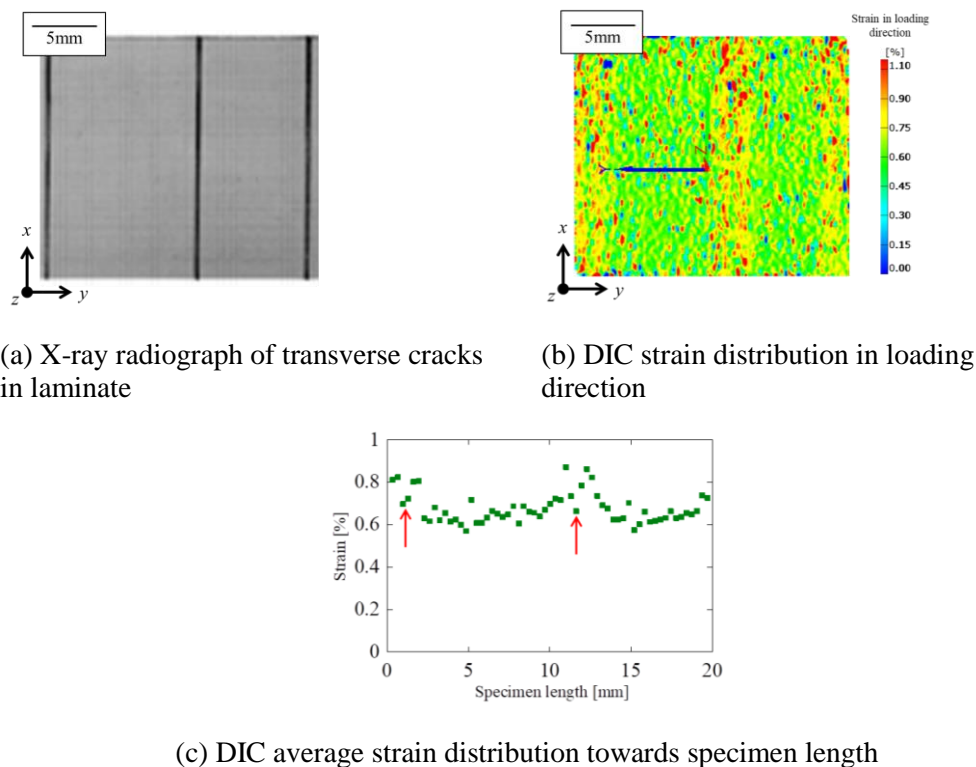 5mm
x
z
y
(a) X-ray radiograph of transverse cracks
in laminate
5mm
Strain in loading
direction
[%]
1.10
0.90
0.75
0.60
0.45
0.30
0.15
0.00
x
z
y
(b) DIC strain distribution in loading
direction
Strain [%]
1
0.8
0.6
0.4
0.2
0
0
5
10
15
20
Specimen length [mm]
(c) DIC average strain distribution towards specimen length